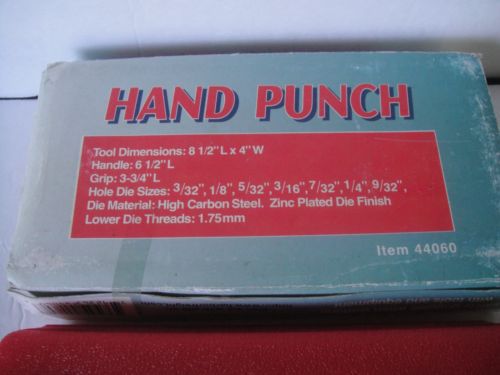 HAND PUNCH
Tool Dimensions: 8 1/2"L x 4"W
Handle: 6 1/2"L
Grip: 3-3/4"L
Hole Die Sizes: 3/32", 1/8", 5/32", 3/16", 7/32", 1/4", 9/32",
Die Material: High Carbon Steel. Zinc Plated Die Finish
Lower Die Threads: 1.75mm
Item 44060